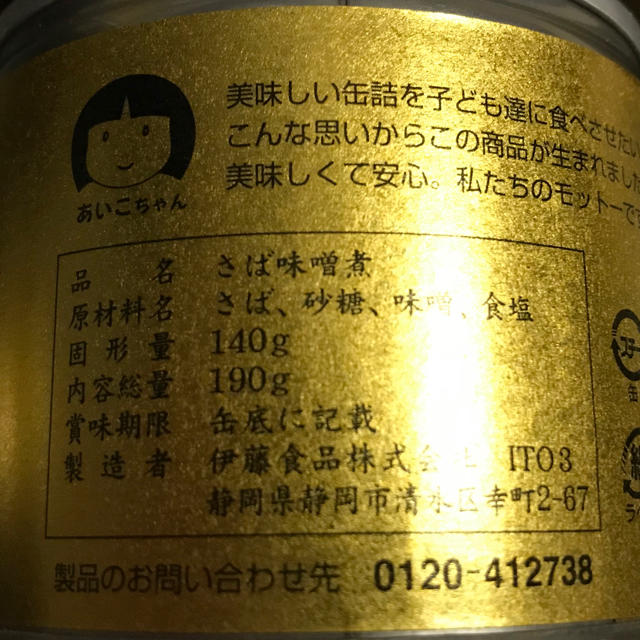 美味しい缶詰を子ども達に食べさせたい
こんな思いからこの商品が生まれました
美味しくて安心。私たちのモットーで
あいこちゃん
品名 さば味噌煮
原材料名 さば、砂糖、味噌、食塩
固形量 140g
内容総量 190g
賞味期限 缶底に記載
製造者 伊藤食品株式会社 ITO3
静岡県静岡市清水区幸町2-67
製品のお問い合わせ先 0120-412738
缶